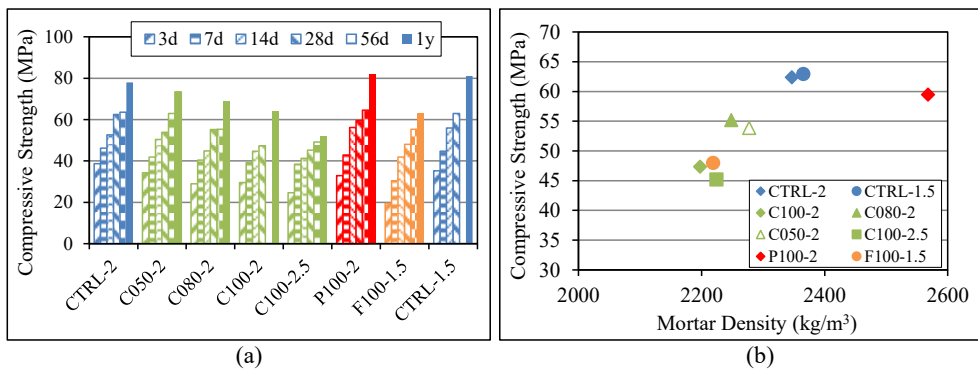 Compressive Strength (MPa)
100
80
60
40
20
0
3d 7d 14d 28d 56d 1y
CTRL-2
C050-2
C080-2
C100-2
C100-2.5
P100-2
F100-1.5
CTRL-1.5
(a)
Compressive Strength (MPa)
70
65
60
55
50
45
40
35
30
CTRL-2 CTRL-1.5
C100-2 C080-2
C050-2 C100-2.5
P100-2 F100-1.5
2000 2200 2400 2600
Mortar Density (kg/m³)
(b)